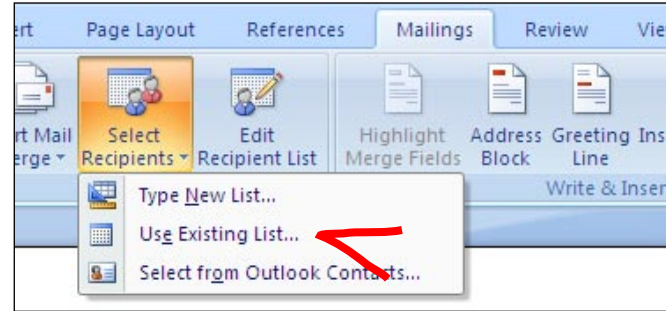 ert Page Layout References Mailings Review Vie
rt Mail Select Edit Highlight Address Greeting Ins
erge Recipients Recipient List Merge Fields Block Line
Write & Inser
Type New List...
Use Existing List...
Select from Outlook Contacts...